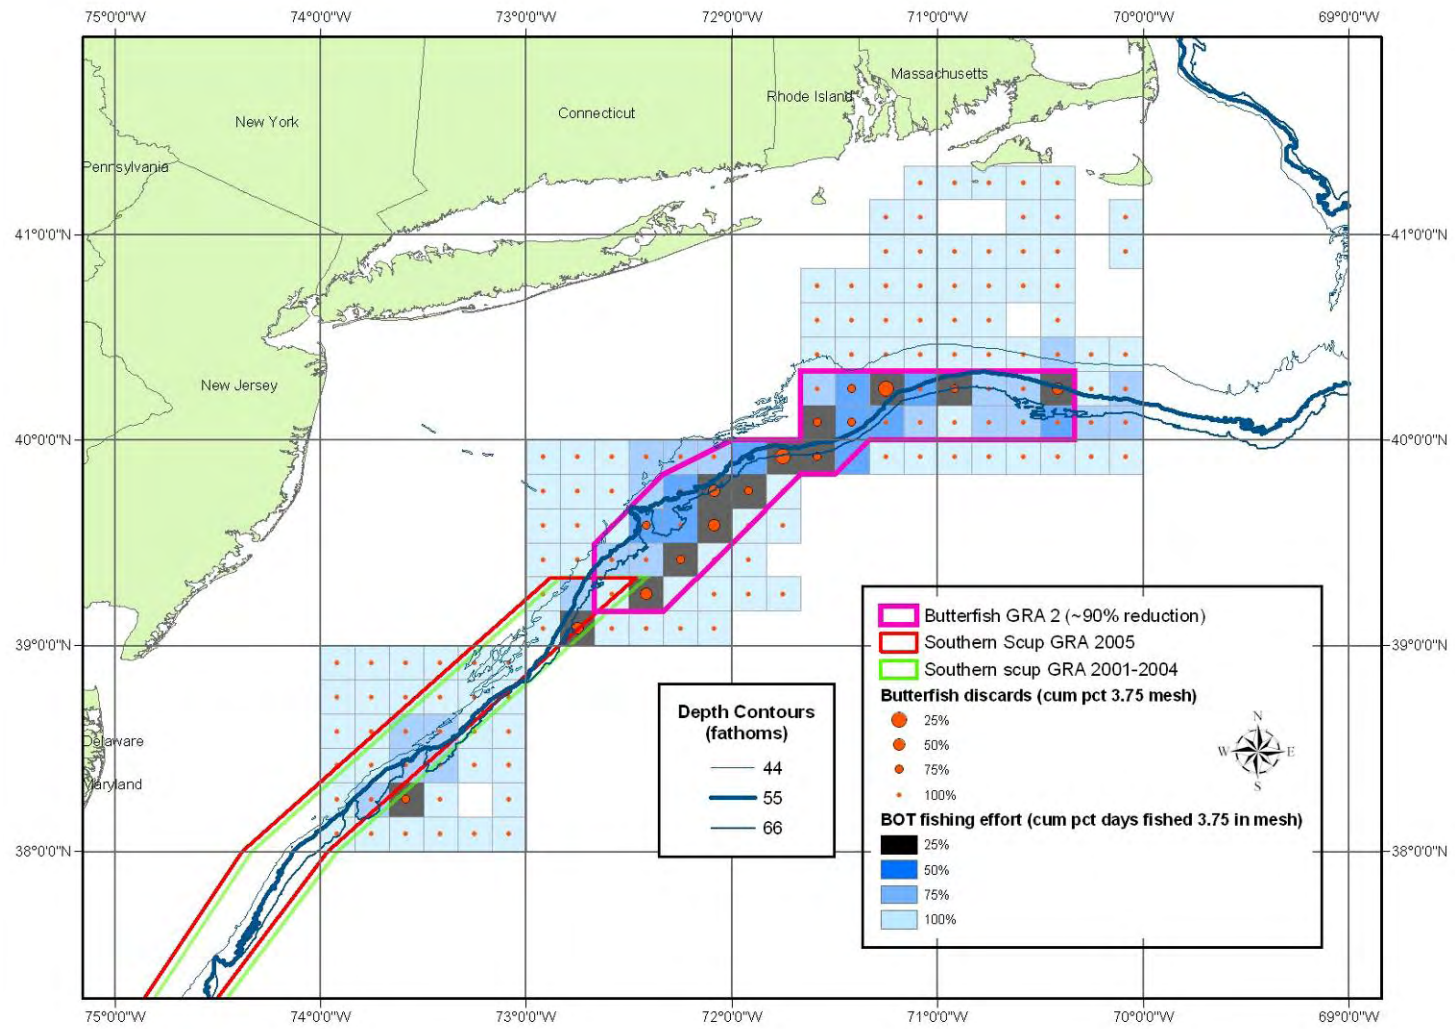 75°0'0"W 74°0'0"W 73°0'0"W 72°0'0"W 71°0'0"W 70°0'0"W 69°0'0"W
Massachusetts
Rhode Island
Connecticut
New York
Pennsylvania
41°0'0"N 41°0'0"N
New Jersey
40°0'0"N 40°0'0"N
39°0'0"N 39°0'0"N
Delaware
Maryland
38°0'0"N 38°0'0"N
Depth Contours
(fathoms)
44
55
66
Butterfish GRA 2 (~90% reduction)
Southern Scup GRA 2005
Southern scup GRA 2001-2004
Butterfish discards (cum pct 3.75 mesh)
25%
50%
75%
100%
N
W E
S
BOT fishing effort (cum pct days fished 3.75 in mesh)
25%
50%
75%
100%
75°0'0"W 74°0'0"W 73°0'0"W 72°0'0"W 71°0'0"W 70°0'0"W 69°0'0"W